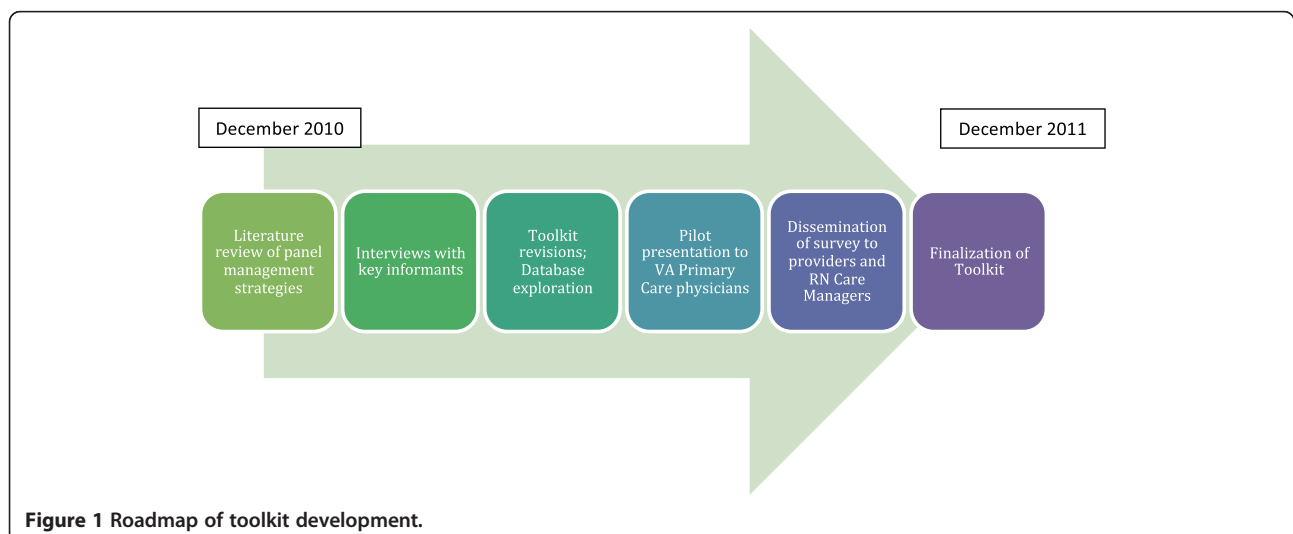 December 2010
December 2011
Literature
review of panel
management
strategies
Interviews with
key informants
Toolkit
revisions;
Database
exploration
Pilot
presentation to
VA Primary
Care physicians
Dissemination
of survey to
providers and
RN Care
Managers
Finalization of
Toolkit
Figure 1 Roadmap of toolkit development.